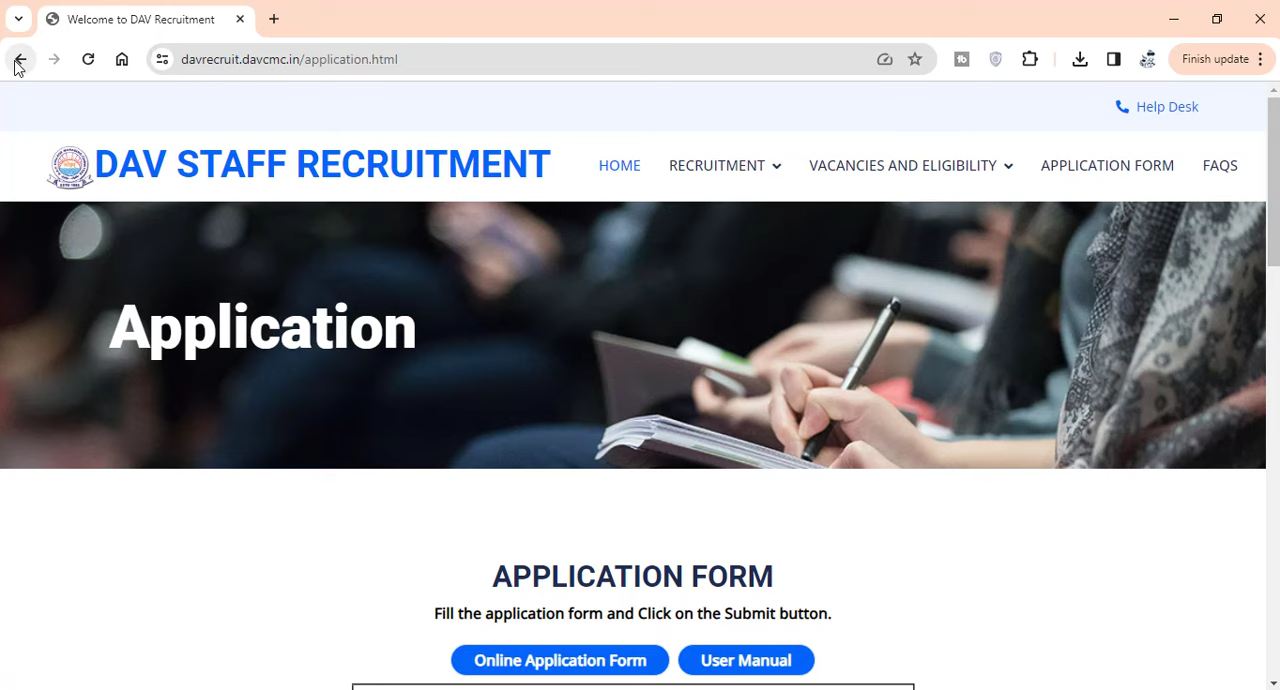 Welcome to DAV Recruitment
davrecruit.davcmc.in/application.html
Finish update
Help Desk
DAV STAFF RECRUITMENT
HOME
RECRUITMENT
VACANCIES AND ELIGIBILITY
APPLICATION FORM
FAQS
Application
APPLICATION FORM
Fill the application form and Click on the Submit button.
Online Application Form
User Manual